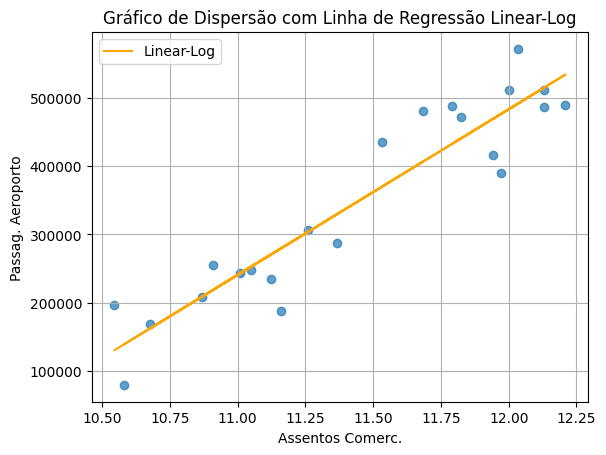 Gráfico de Dispersão com Linha de Regressão Linear-Log
Linear-Log
Passag. Aeroporto
500000
400000
300000
200000
100000
10.50 10.75 11.00 11.25 11.50 11.75 12.00 12.25
Assentos Comerc.